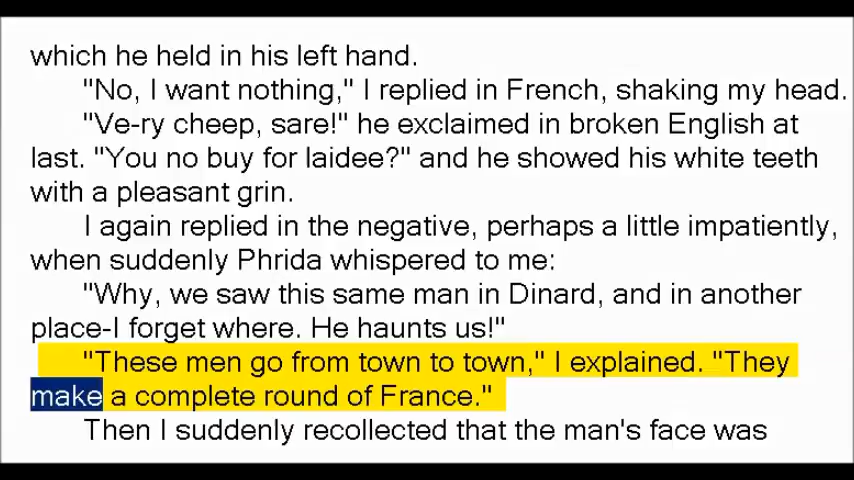 which he held in his left hand.
"No, I want nothing," I replied in French, shaking my head.
"Ve-ry cheep, sare!" he exclaimed in broken English at
last. "You no buy for laidee?" and he showed his white teeth
with a pleasant grin.
I again replied in the negative, perhaps a little impatiently,
when suddenly Phrida whispered to me:
"Why, we saw this same man in Dinard, and in another
place-I forget where. He haunts us!"
"These men go from town to town," I explained. "They
make a complete round of France."
Then I suddenly recollected that the man's face was